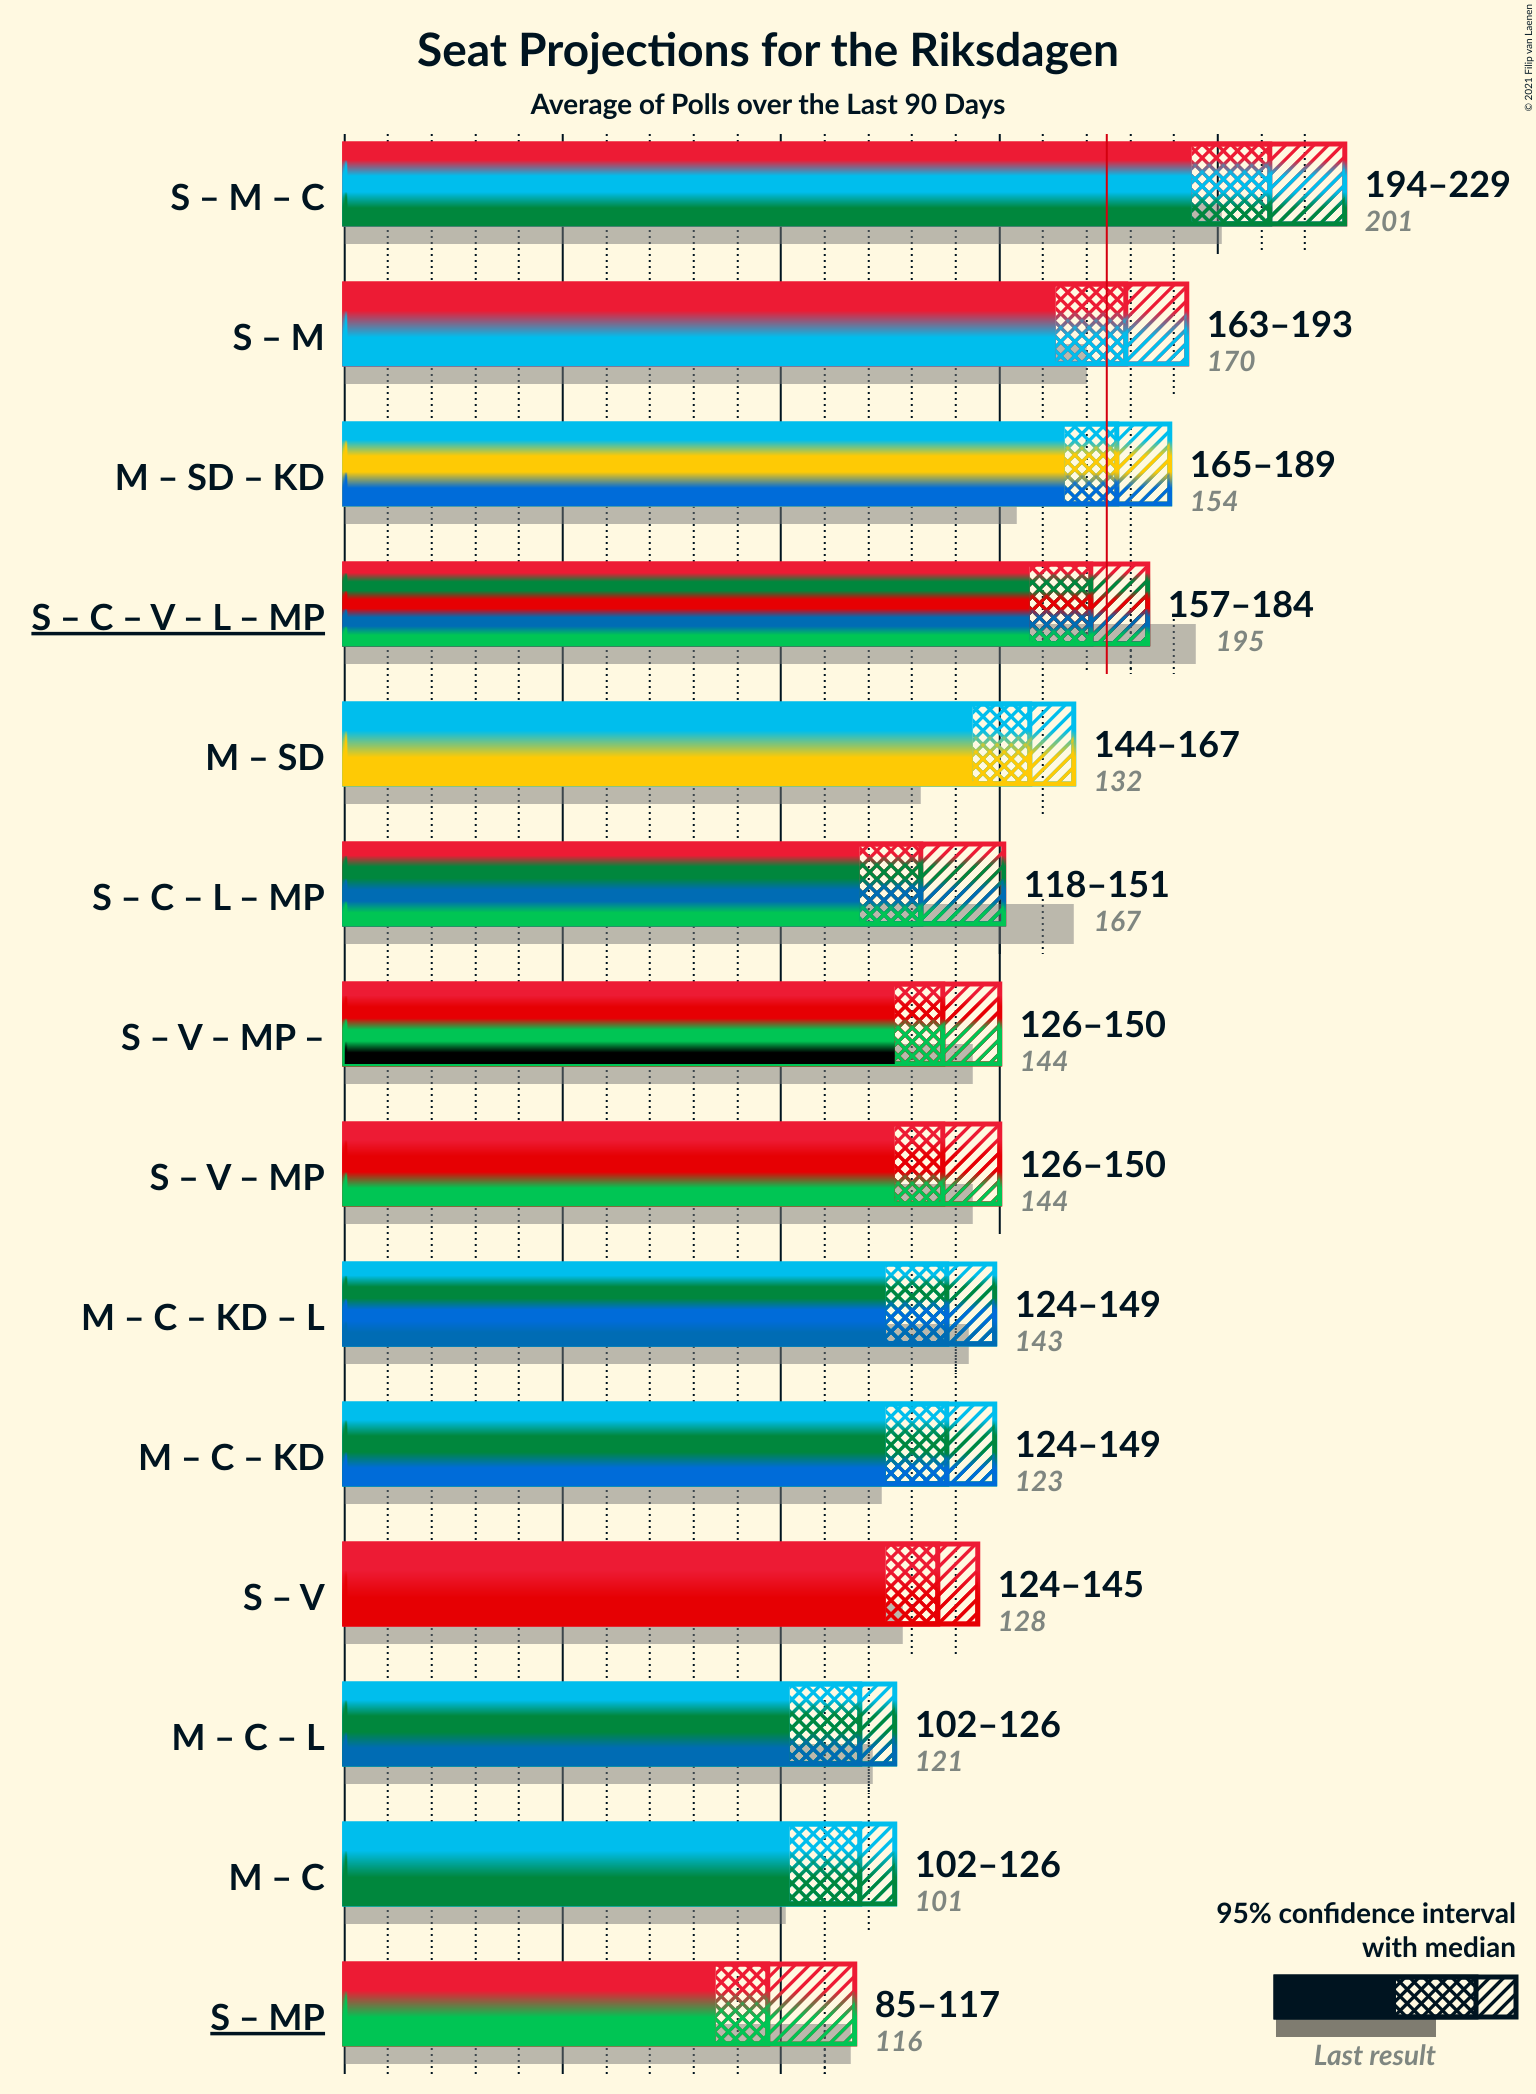 Seat Projections for the Riksdagen
Average of Polls over the Last 90 Days
© 2021 Filip van Laenen
S – M – C
194–229
201
S – M
163–193
170
M – SD – KD
165–189
154
S – C – V – L – MP
157–184
195
M – SD
144–167
132
S – C – L – MP
118–151
167
S – V – MP –
126–150
144
S – V – MP
126–150
144
M – C – KD – L
124–149
143
M – C – KD
124–149
123
S – V
124–145
128
M – C – L
102–126
121
M – C
102–126
101
S – MP
85–117
116
95% confidence interval
with median
Last result